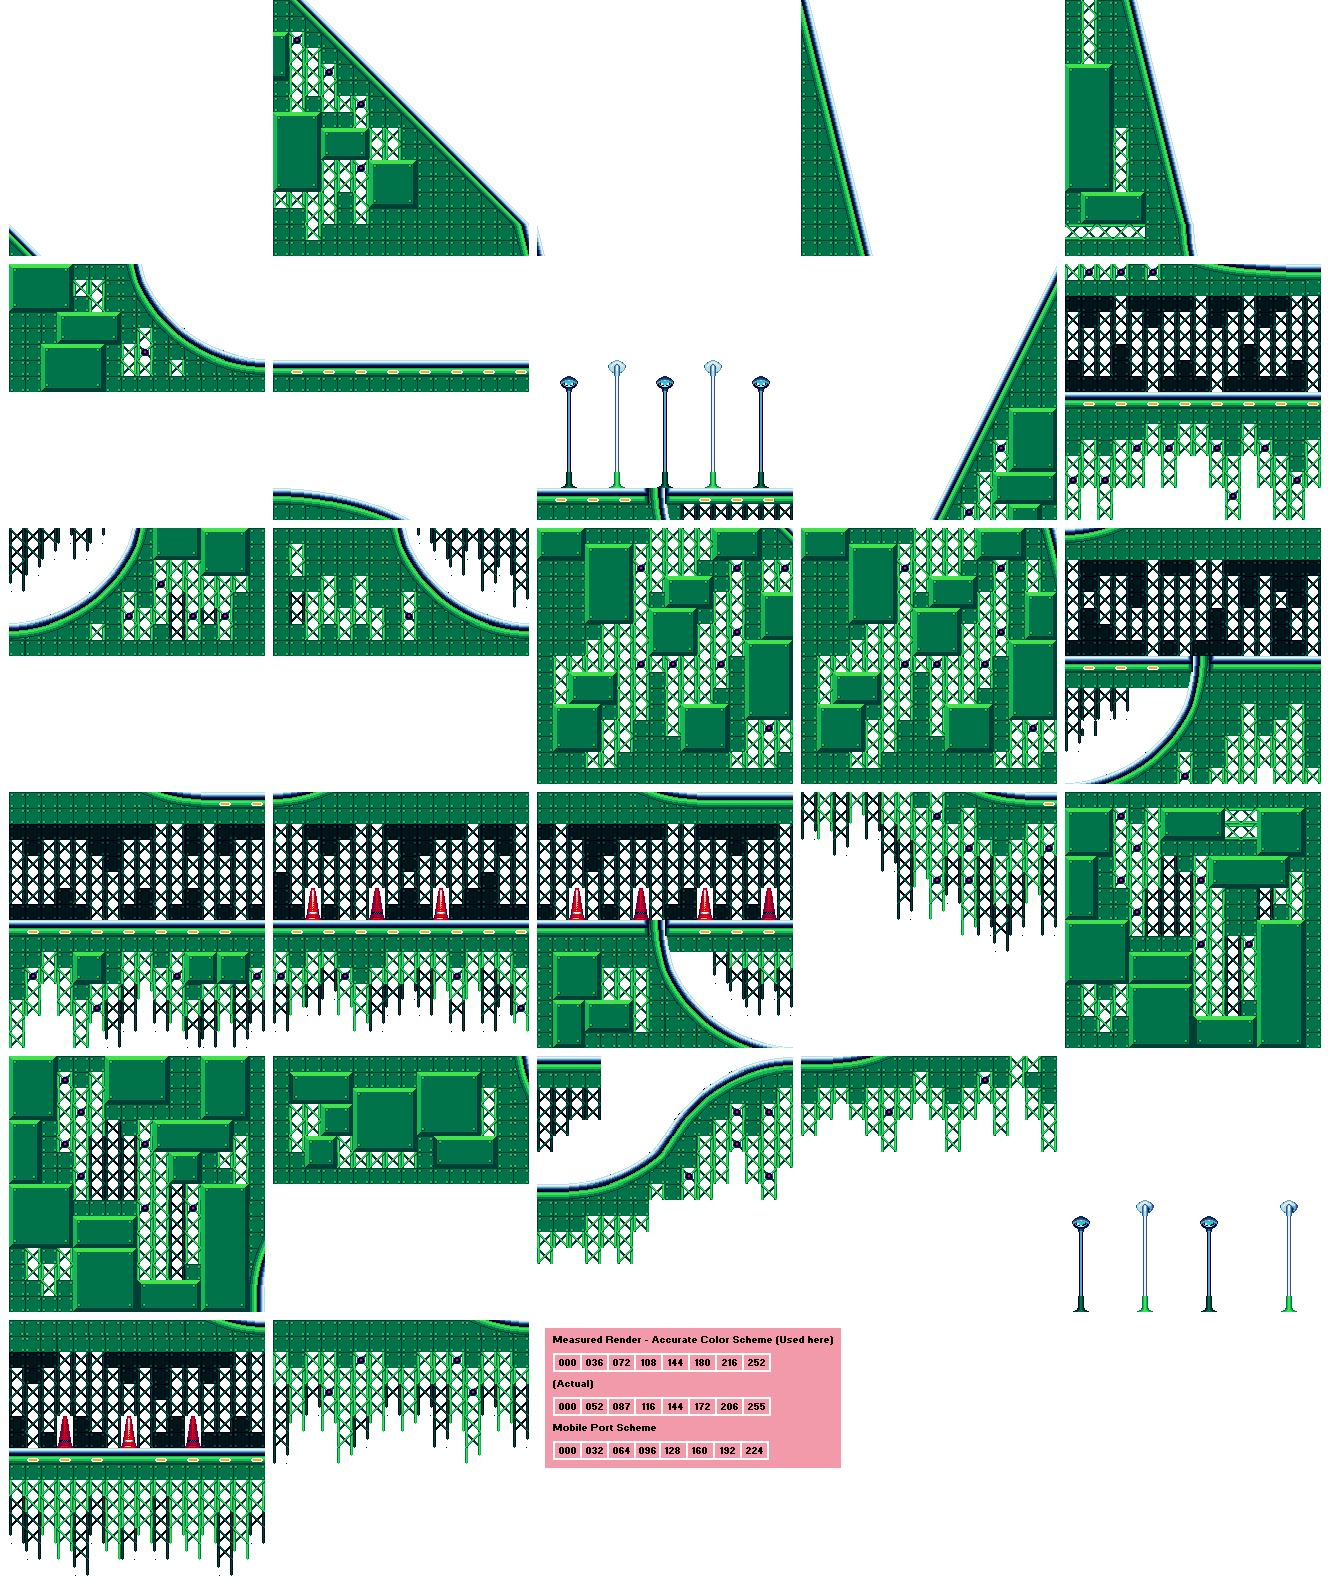 Measured Render - Accurate Color Scheme (Used here)
000 036 072 108 144 180 216 252
(Actual)
000 052 087 116 144 172 206 255
Mobile Port Scheme
000 032 064 096 128 160 192 224